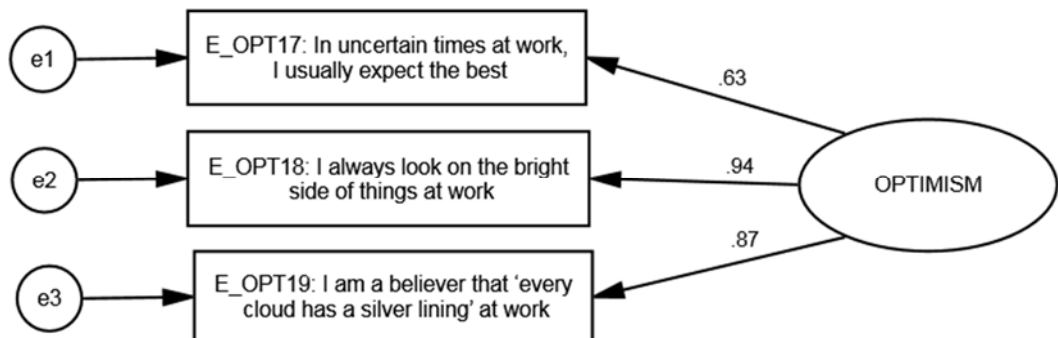 e1
E_OPT17: In uncertain times at work,
I usually expect the best
.63
e2
E_OPT18: I always look on the bright
side of things at work
.94
OPTIMISM
e3
E_OPT19: I am a believer that ‘every
cloud has a silver lining’ at work
.87